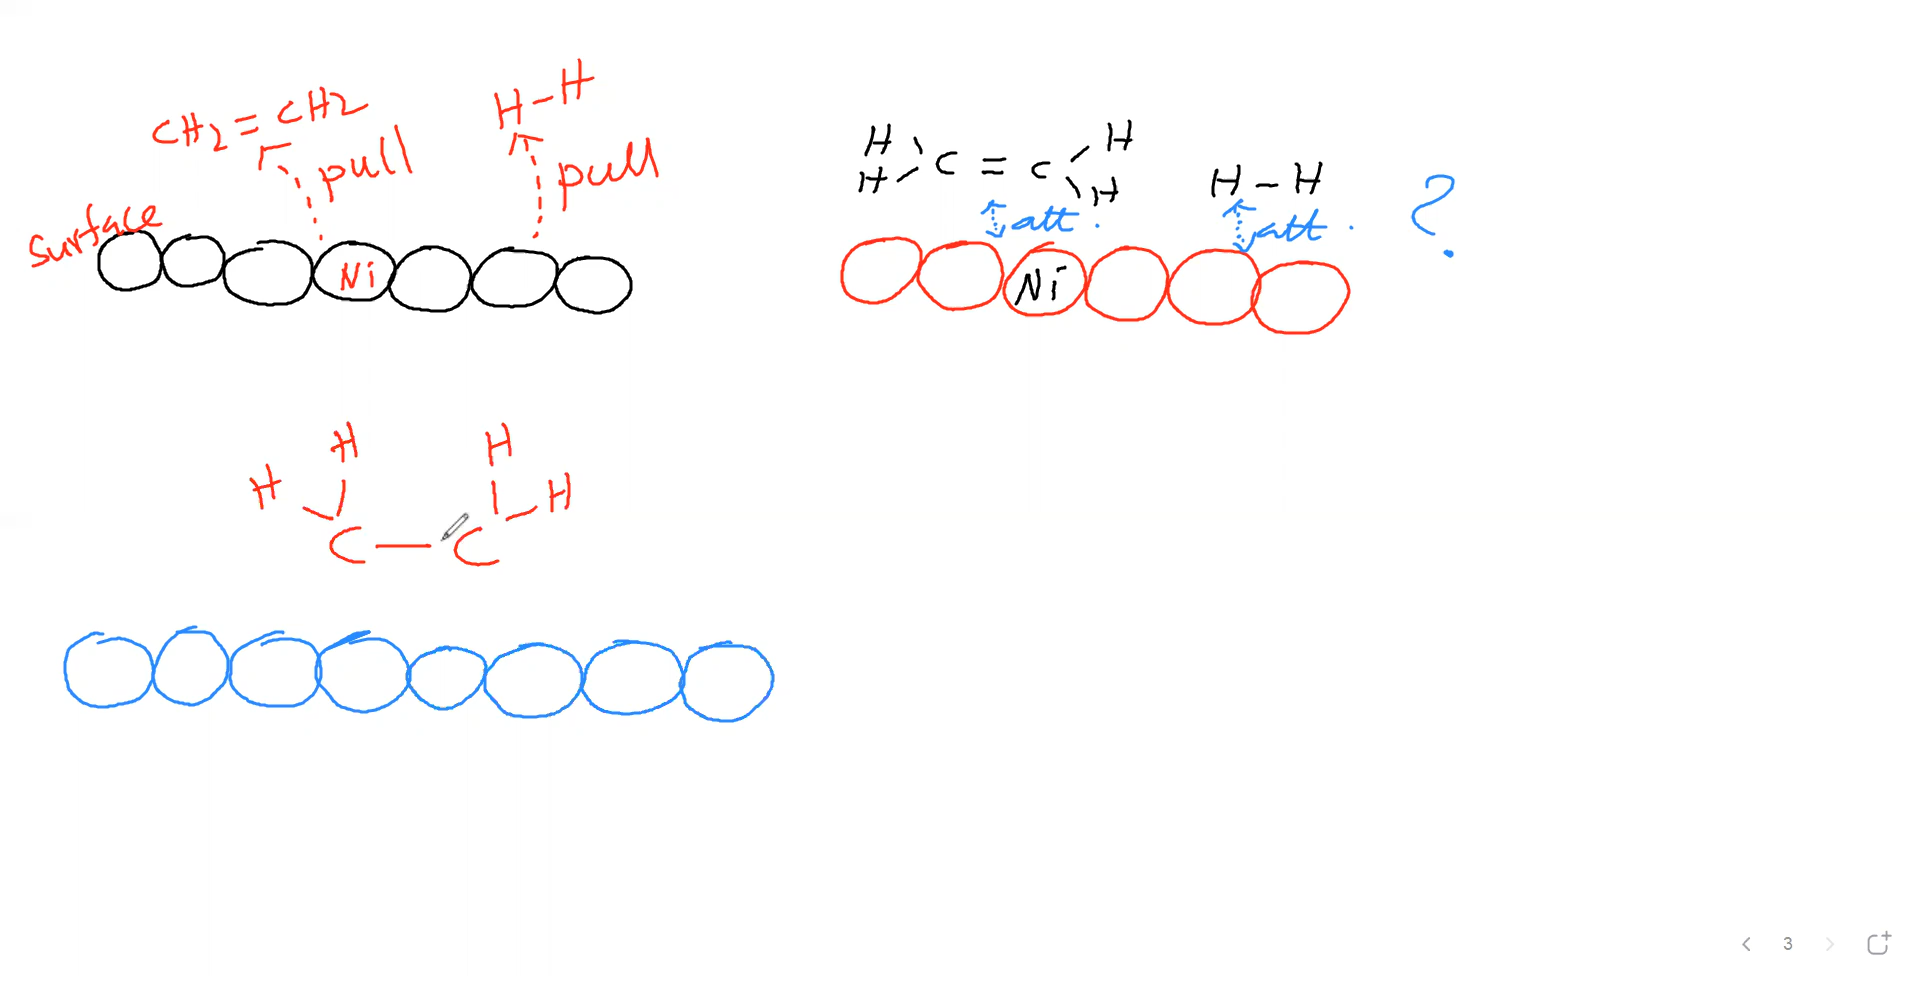 CH2 = CH2
H - H
pull
pull
surface
Ni
H
H
C = C
H
H
H - H
att.
att.
?
Ni
H
H
H
H
C — C
3